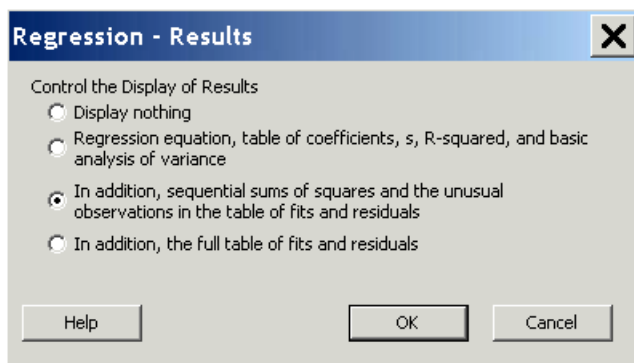 Regression - Results
Control the Display of Results
Display nothing
Regression equation, table of coefficients, s, R-squared, and basic
analysis of variance
In addition, sequential sums of squares and the unusual
observations in the table of fits and residuals
In addition, the full table of fits and residuals
Help
OK
Cancel